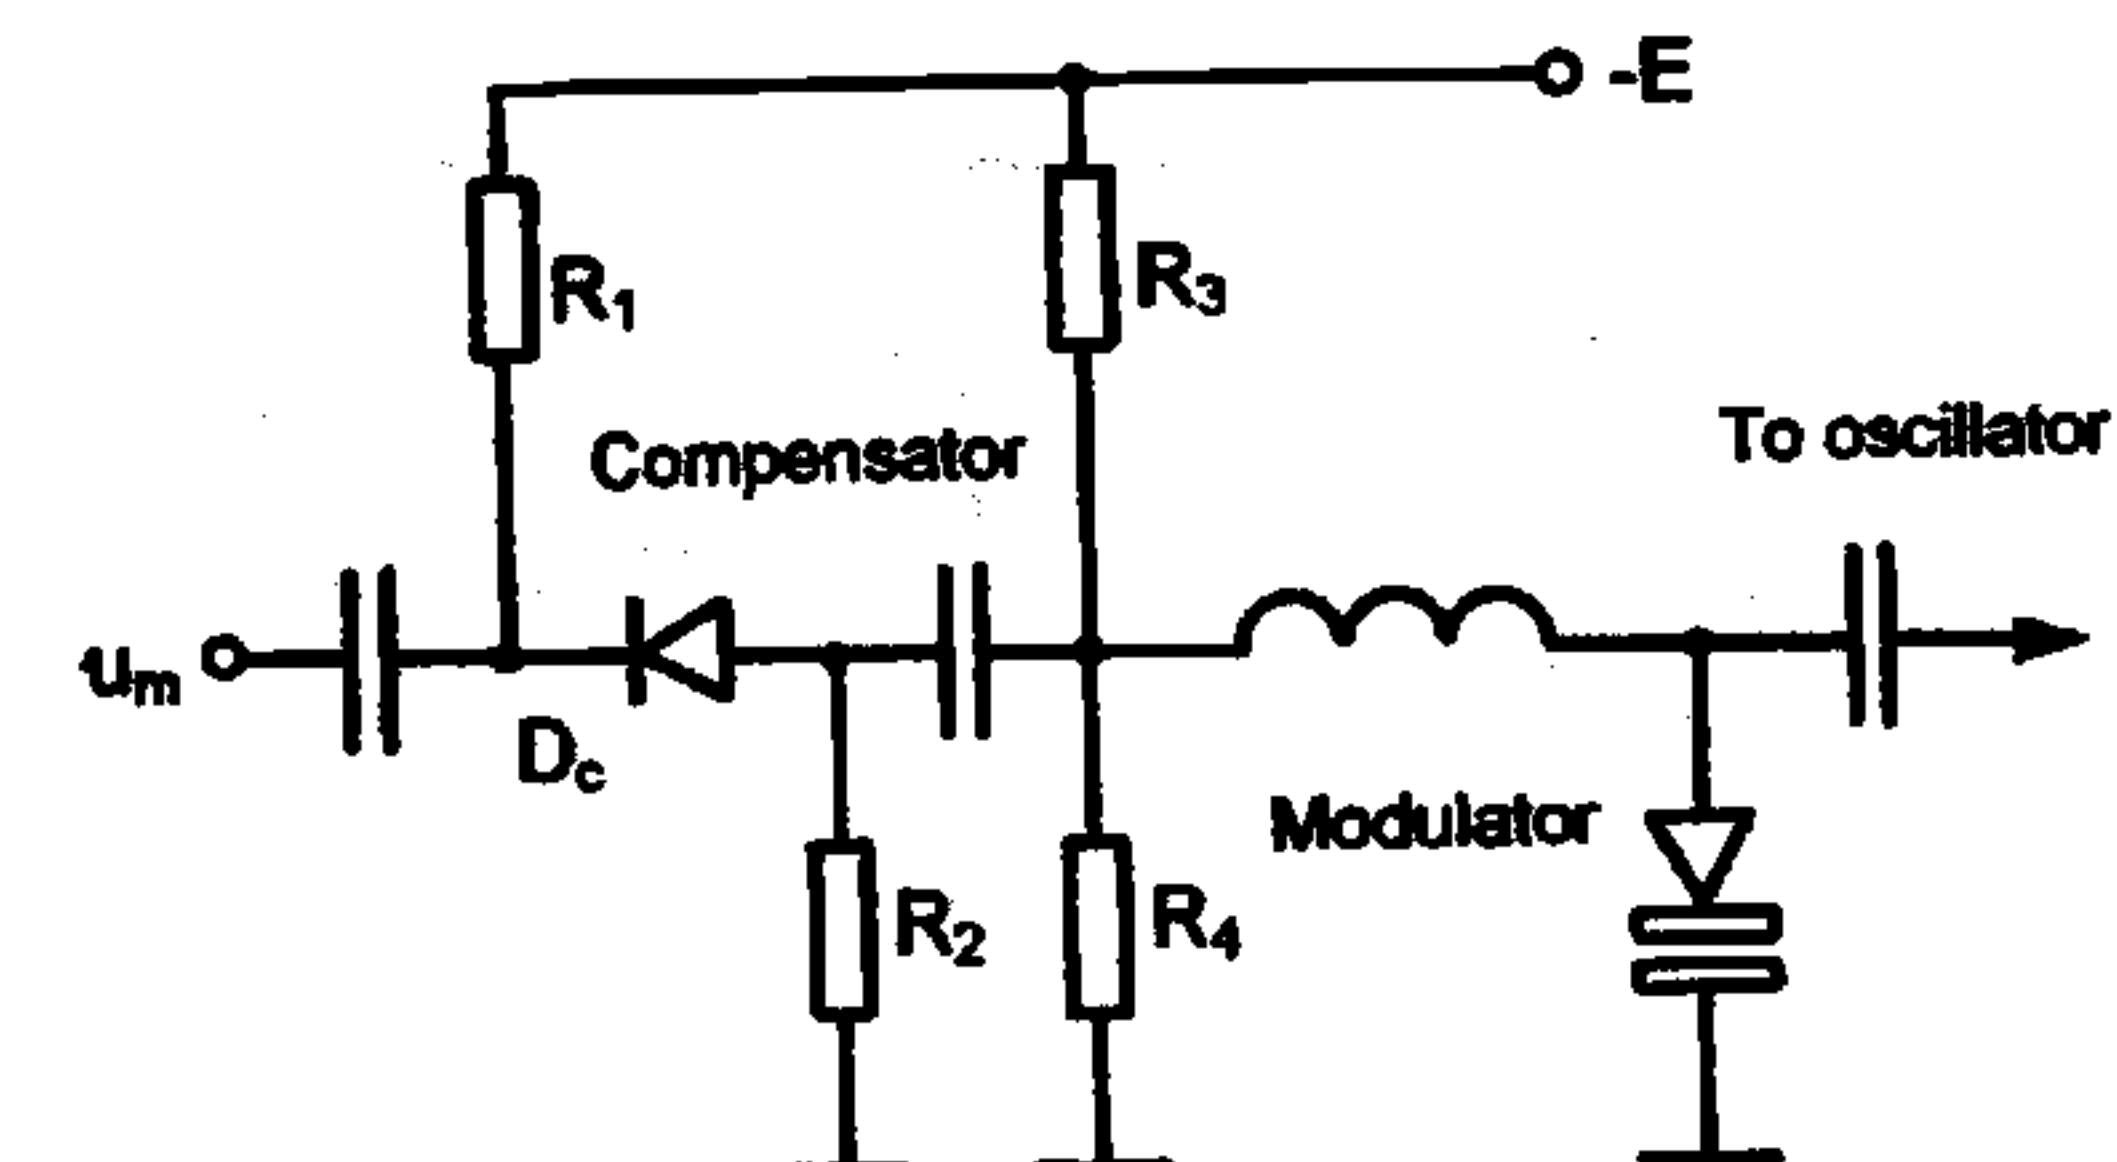 -E
R1
R3
Compensator
To oscillator
um
Dc
Modulator
R2
R4